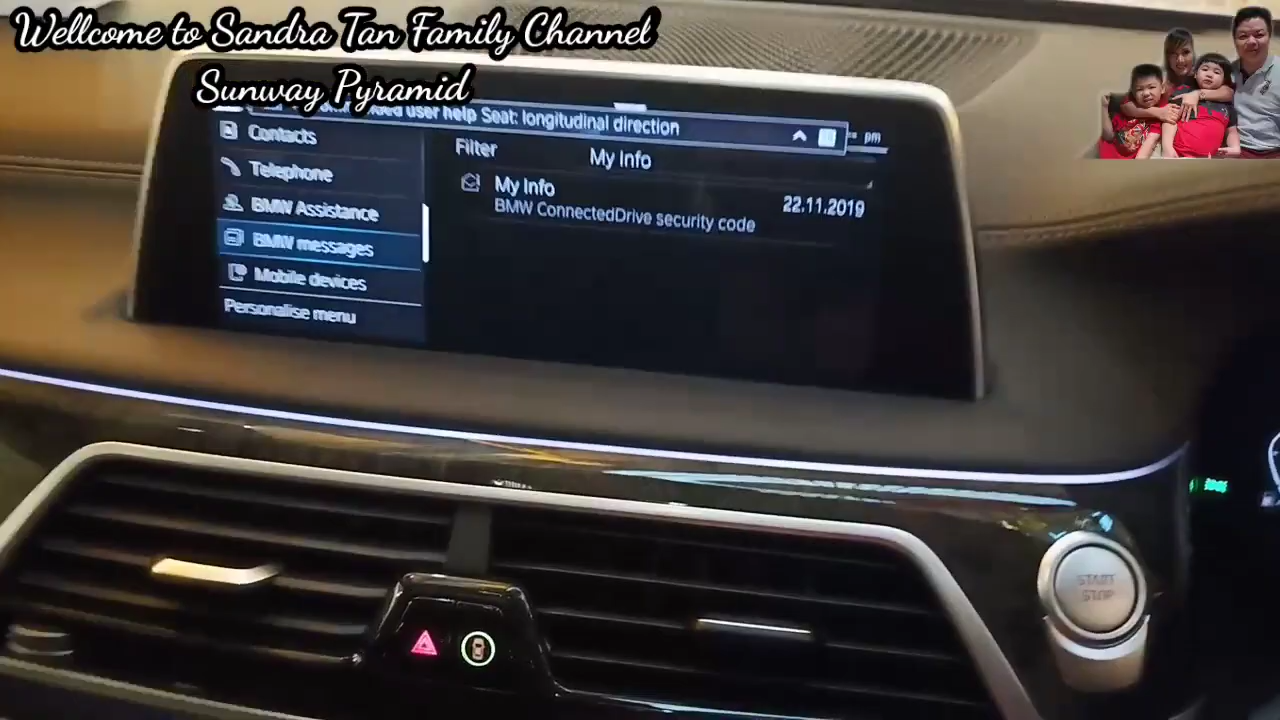 Wellcome to Sandra Tan Family Channel
Sunway Pyramid
user help Seat: longitudinal direction
pm
Contacts
Telephone
BMW Assistance
BMW messages
Mobile devices
Personalise menu
Filter
My Info
My Info
22.11.2019
BMW ConnectedDrive security code
START
STOP